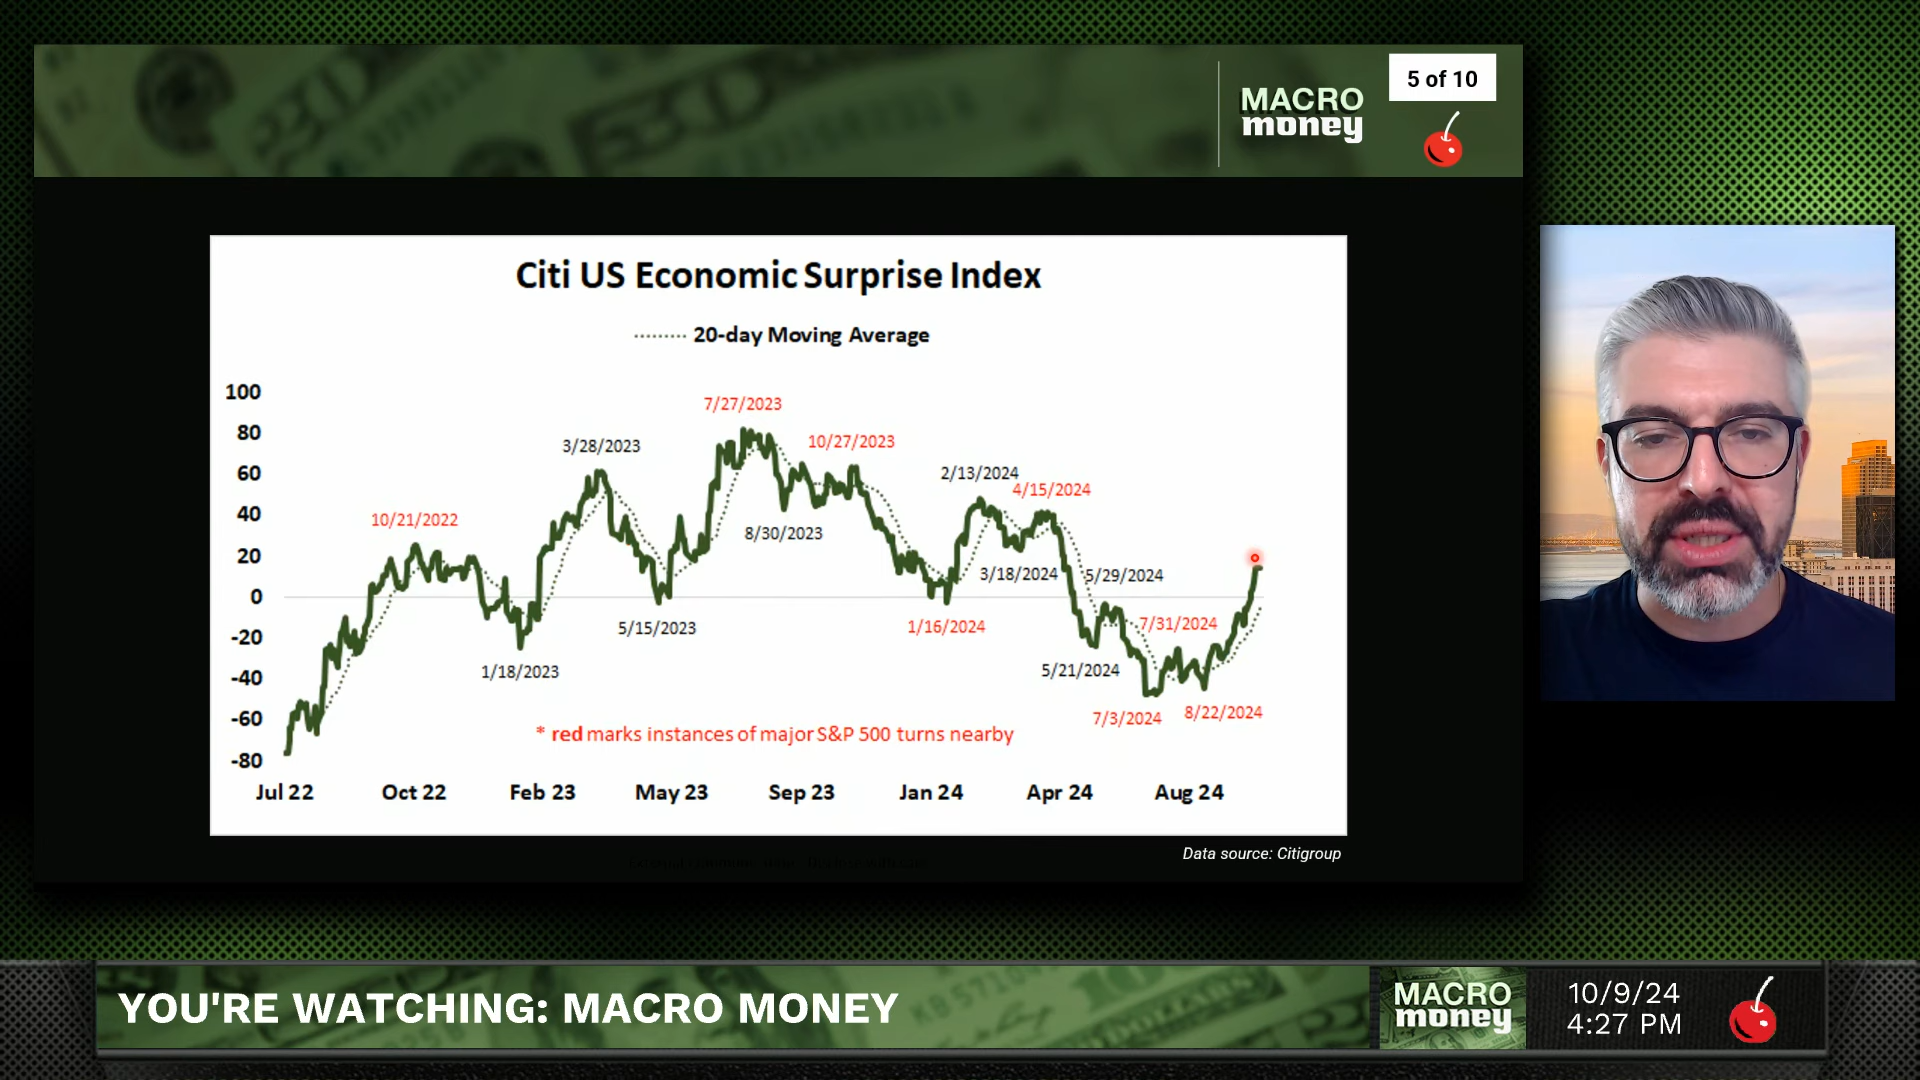 MACRO
money
5 of 10
Citi US Economic Surprise Index
20-day Moving Average
100
80
60
40
20
0
-20
-40
-60
-80
7/27/2023
3/28/2023
10/27/2023
2/13/2024
4/15/2024
10/21/2022
8/30/2023
3/18/2024
5/29/2024
5/15/2023
1/16/2024
7/31/2024
1/18/2023
5/21/2024
7/3/2024
8/22/2024
* red marks instances of major S&P 500 turns nearby
Jul 22 Oct 22 Feb 23 May 23 Sep 23 Jan 24 Apr 24 Aug 24
Data source: Citigroup
YOU'RE WATCHING: MACRO MONEY
MACRO
money
10/9/24
4:27 PM